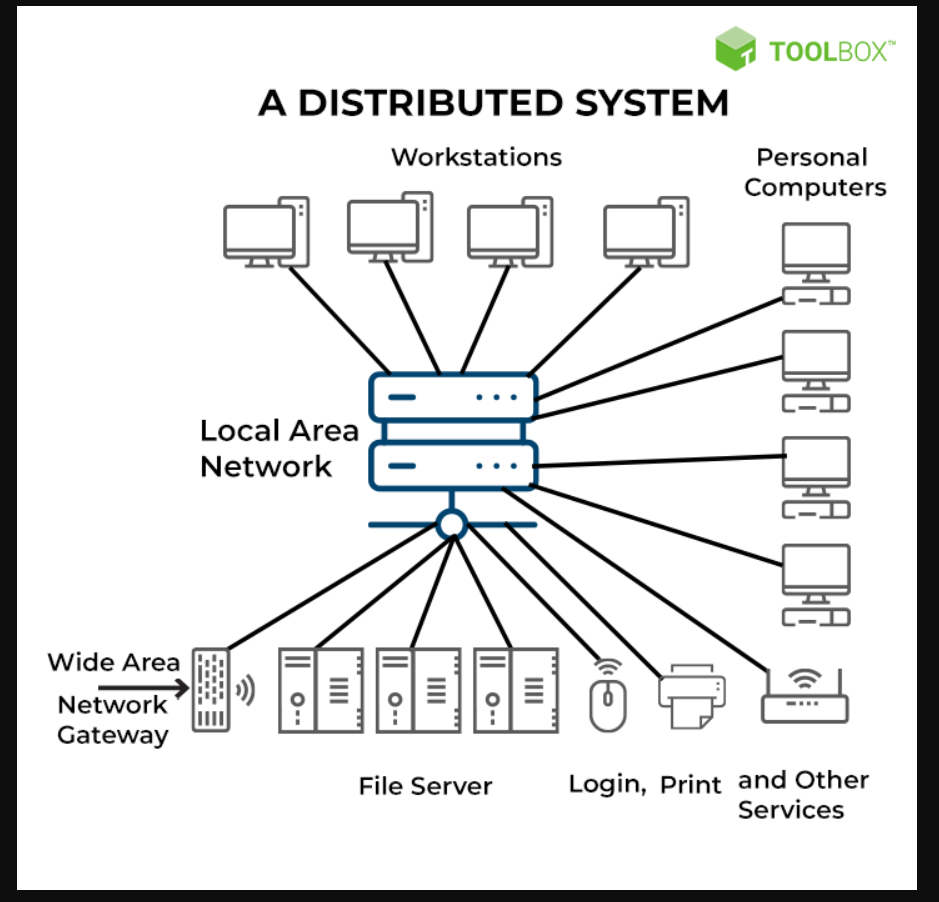 TOOLBOX™
A DISTRIBUTED SYSTEM
Workstations
Personal
Computers
Local Area
Network
Wide Area
Network
Gateway
File Server
Login, Print and Other
Services